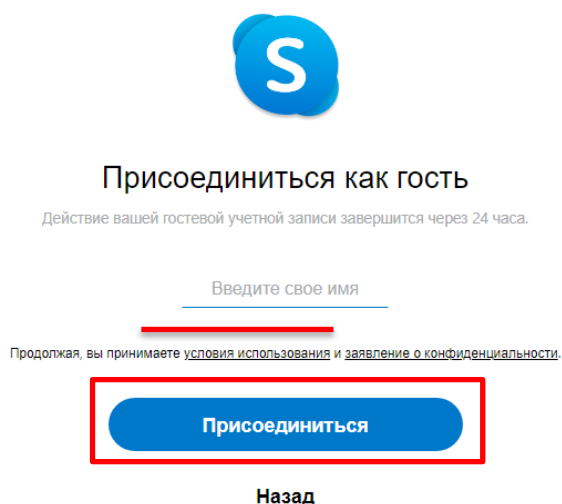 S
Присоединиться как гость
Действие вашей гостевой учетной записи завершится через 24 часа.
Введите свое имя
Продолжая, вы принимаете условия использования и заявление о конфиденциальности.
Присоединиться
Назад